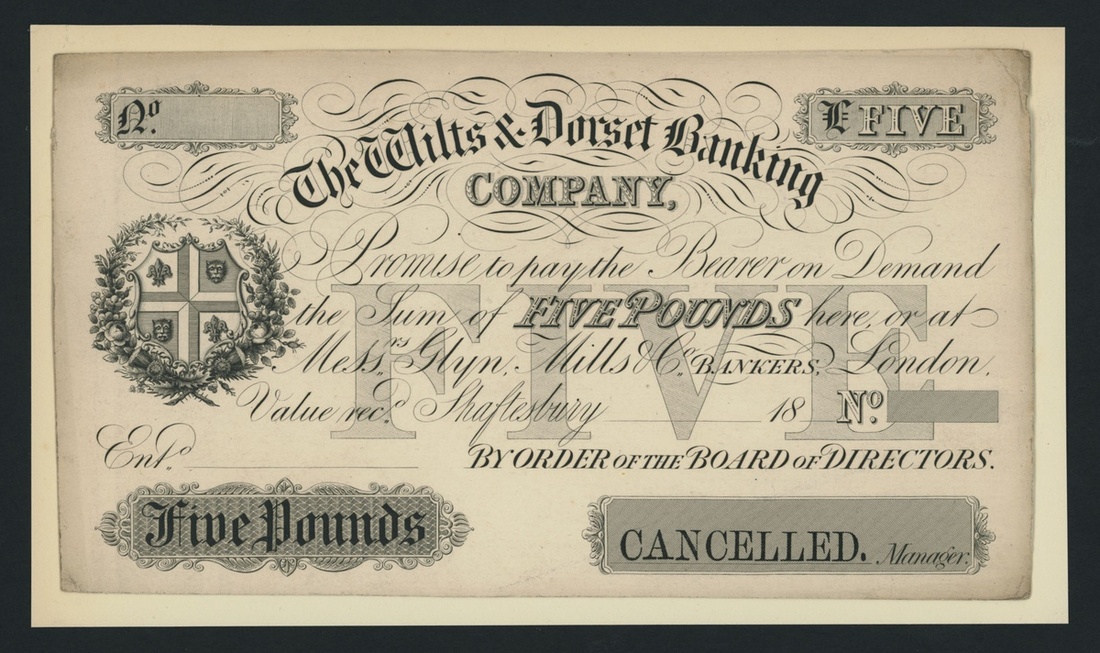 No.
£ FIVE
The Wilts & Dorset Banking
COMPANY,
I Promise to pay the Bearer on Demand
the Sum of FIVE POUNDS here, or at
Messrs. Glyn, Mills & Co. BANKERS, London,
Value recd. Shaftesbury 18 No.
FIVE
Entd.
BY ORDER OF THE BOARD OF DIRECTORS.
Five Pounds
CANCELLED. Manager.